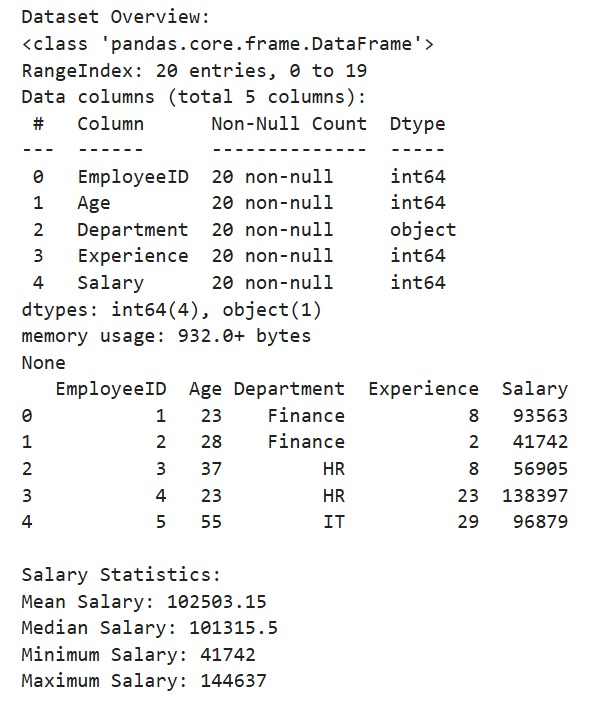 Dataset Overview:
<class 'pandas.core.frame.DataFrame'>
RangeIndex: 20 entries, 0 to 19
Data columns (total 5 columns):
 #   Column      Non-Null Count  Dtype
---  ------      --------------  -----
 0   EmployeeID  20 non-null     int64
 1   Age         20 non-null     int64
 2   Department  20 non-null     object
 3   Experience  20 non-null     int64
 4   Salary      20 non-null     int64
dtypes: int64(4), object(1)
memory usage: 932.0+ bytes
None
   EmployeeID  Age Department  Experience  Salary
0           1   23    Finance           8   93563
1           2   28    Finance           2   41742
2           3   37         HR           8   56905
3           4   23         HR          23  138397
4           5   55         IT          29   96879

Salary Statistics:
Mean Salary: 102503.15
Median Salary: 101315.5
Minimum Salary: 41742
Maximum Salary: 144637